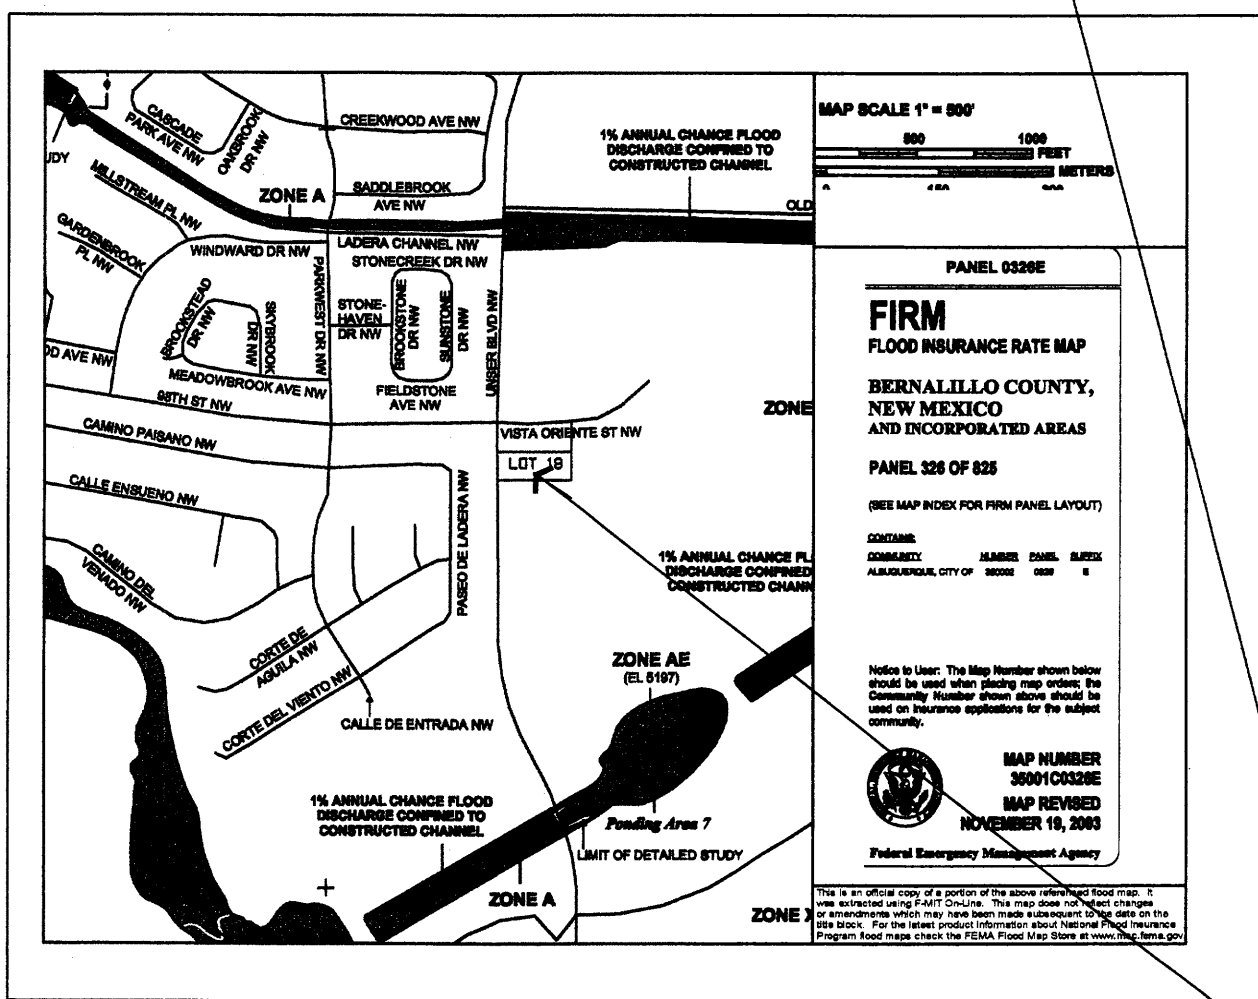 CASCADE
PARK AVE NW
OAKBROOK
DR NW
CREEKWOOD AVE NW
1% ANNUAL CHANCE FLOOD
DISCHARGE CONFINED TO
CONSTRUCTED CHANNEL
MAP SCALE 1" = 500'
500 1000
FEET
METERS
UDY
MILLSTREAM PL NW
ZONE A
SADDLEBROOK
AVE NW
OLD
GARDENBROOK
PL NW
WINDWARD DR NW
LADERA CHANNEL NW
STONECREEK DR NW
PARKWEST DR NW
BROOKSTEAD
DR NW
SKYBROOK
DR NW
STONE-
HAVEN
DR NW
BROOKSTONE
DR NW
SUNSTONE
DR NW
UNSER BLVD NW
OD AVE NW
MEADOWBROOK AVE NW
FIELDSTONE
AVE NW
98TH ST NW
ZONE
CAMINO PAISANO NW
VISTA ORIENTE ST NW
LOT 18
CALLE ENSUENO NW
PASEO DE LADERA NW
CAMINO DEL
VENADO NW
1% ANNUAL CHANCE FL
DISCHARGE CONFINED
CONSTRUCTED CHANN
CORTE DE
AGUILA NW
CORTE DEL VIENTO NW
CALLE DE ENTRADA NW
ZONE AE
(EL 5197)
1% ANNUAL CHANCE FLOOD
DISCHARGE CONFINED TO
CONSTRUCTED CHANNEL
Ponding Area 7
LIMIT OF DETAILED STUDY
ZONE A
ZONE X
PANEL 0326E
FIRM
FLOOD INSURANCE RATE MAP
BERNALILLO COUNTY,
NEW MEXICO
AND INCORPORATED AREAS
PANEL 326 OF 825
(SEE MAP INDEX FOR FIRM PANEL LAYOUT)
CONTAINS:
COMMUNITY NUMBER PANEL SUFFIX
ALBUQUERQUE, CITY OF 350002 0326 E
Notice to User: The Map Number shown below
should be used when placing map orders; the
Community Number shown above should be
used on insurance applications for the subject
community.
MAP NUMBER
35001C0326E
MAP REVISED
NOVEMBER 19, 2003
Federal Emergency Management Agency
This is an official copy of a portion of the above referenced flood map. It
was extracted using F-MIT On-Line. This map does not reflect changes
or amendments which may have been made subsequent to the date on the
title block. For the latest product information about National Flood Insurance
Program flood maps check the FEMA Flood Map Store at www.msc.fema.gov